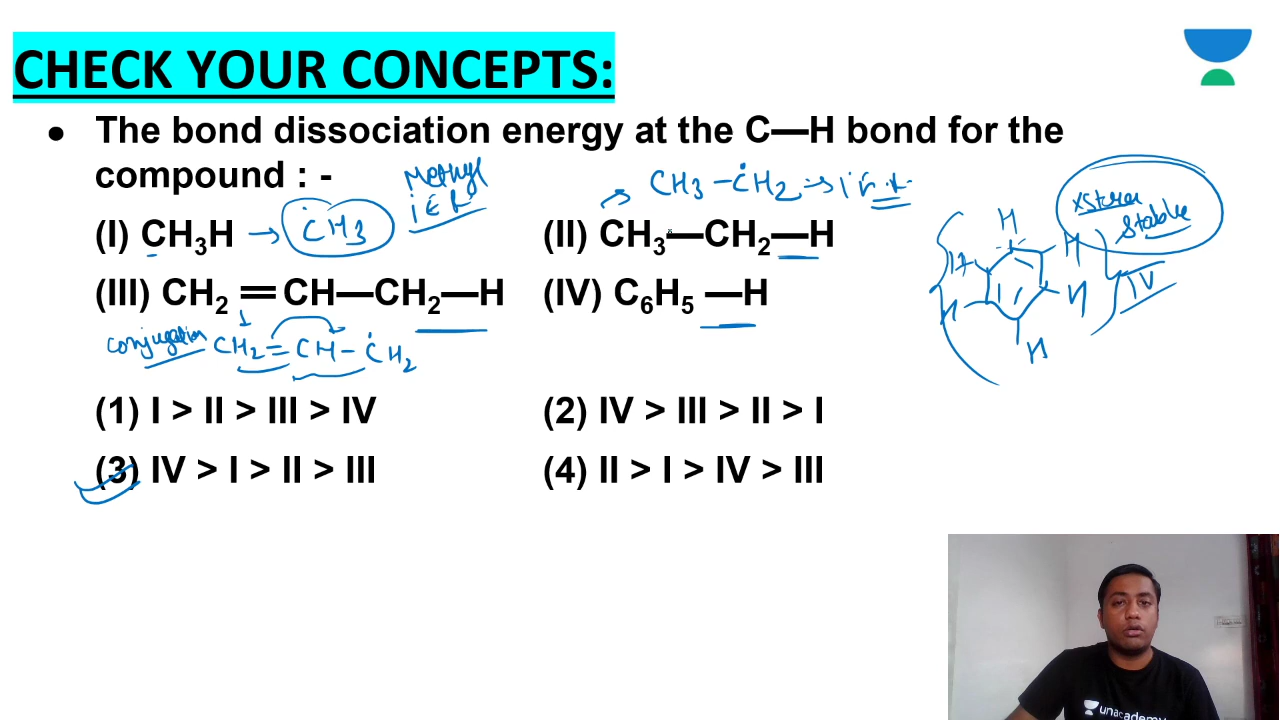 CHECK YOUR CONCEPTS:
• The bond dissociation energy at the C—H bond for the
compound : -
Methyl
CH3 – ĊH2
(I) CH3H → ĊH3
(II) CH3—CH2—H
Stable
H
H
H
H
H
IV
(III) CH2 = CH—CH2—H
(IV) C6H5 —H
conjugation CH2 = CH – ĊH2
(1) I > II > III > IV
(2) IV > III > II > I
(3) IV > I > II > III
(4) II > I > IV > III
unacademy